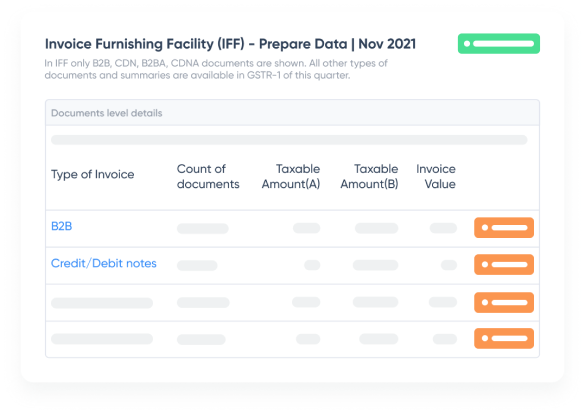 Invoice Furnishing Facility (IFF) - Prepare Data | Nov 2021
In IFF only B2B, CDN, B2BA, CDNA documents are shown. All other types of
documents and summaries are available in GSTR-1 of this quarter.
Documents level details
Type of Invoice
Count of
documents
Taxable
Amount(A)
Taxable
Amount(B)
Invoice
Value
B2B
Credit/Debit notes